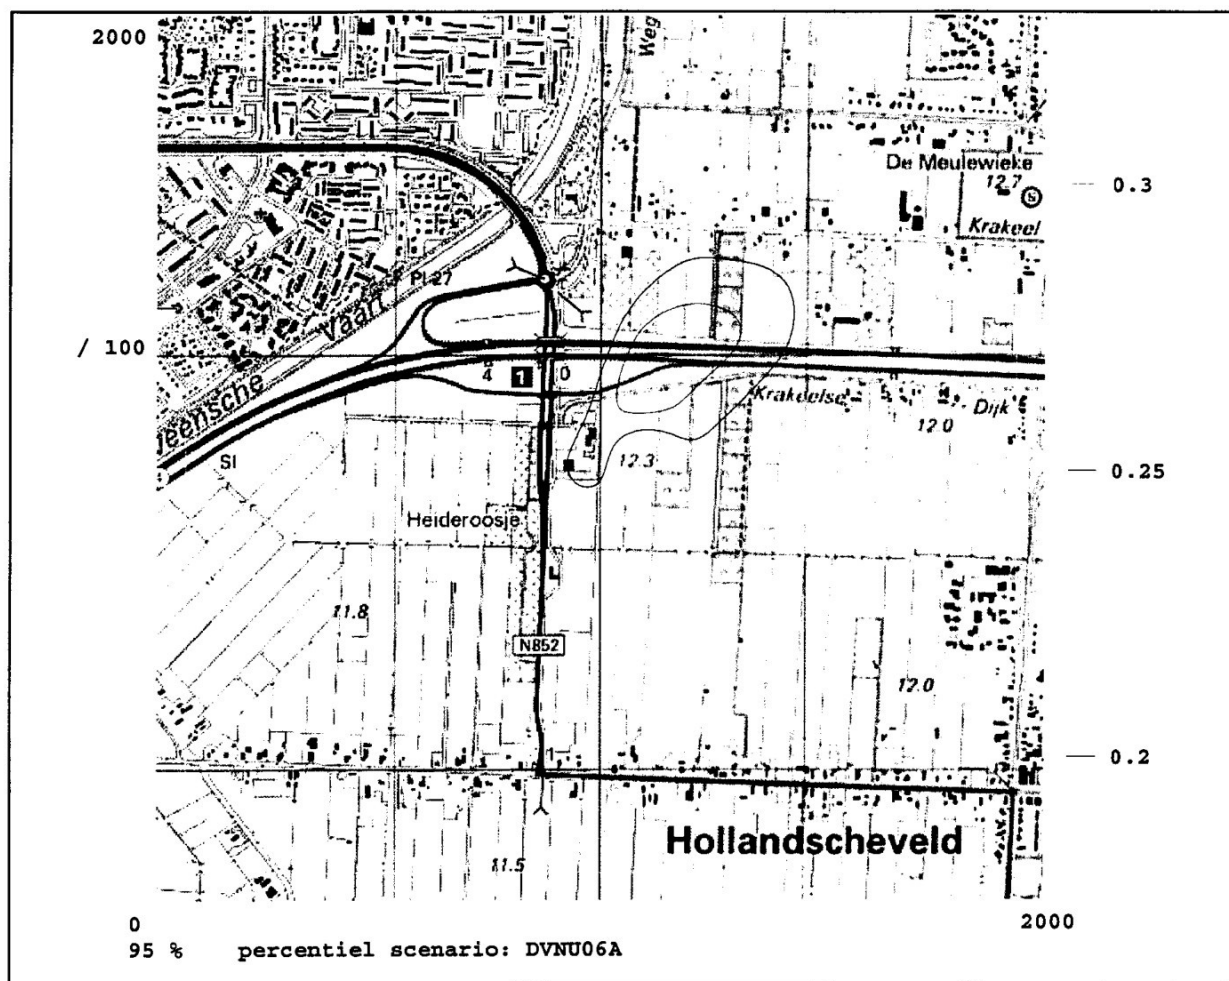 2000
Weg
De Meulewieke
12.7
S
0.3
Krakeel
PI 27
Vaart
/ 100
4
1
0
Krakeelse
Dijk
12.0
SI
12.3
0.25
Heideroosje
11.8
N852
12.0
0.2
Hollandscheveld
11.5
0
2000
95 % percentiel scenario: DVNU06A